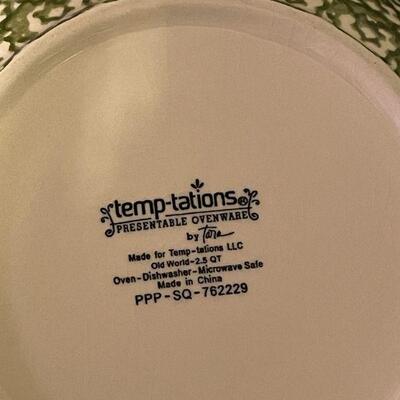 temp-tations®
PRESENTABLE OVENWARE
by Tara
Made for Temp-tations LLC
Old World-2.5 QT
Oven-Dishwasher-Microwave Safe
Made in China
PPP-SQ-762229